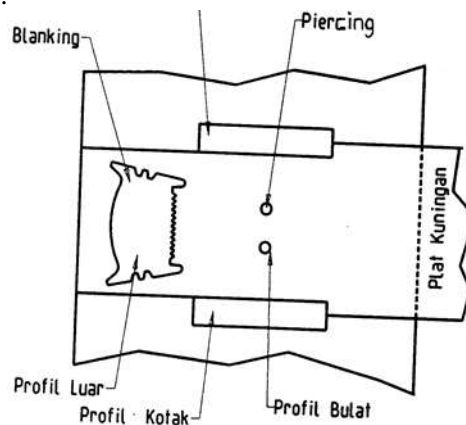 Blanking
Piercing
Plat Kuningan
Profil Luar
Profil Kotak
Profil Bulat